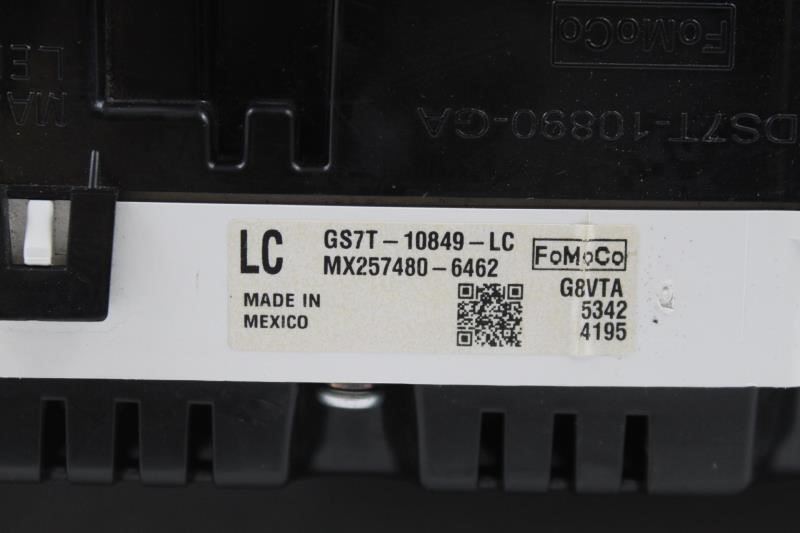 FoMoCo
DS7T-10890-GA
LC
GS7T-10849-LC
MX257480-6462
FoMoCo
MADE IN
MEXICO
G8VTA
5342
4195